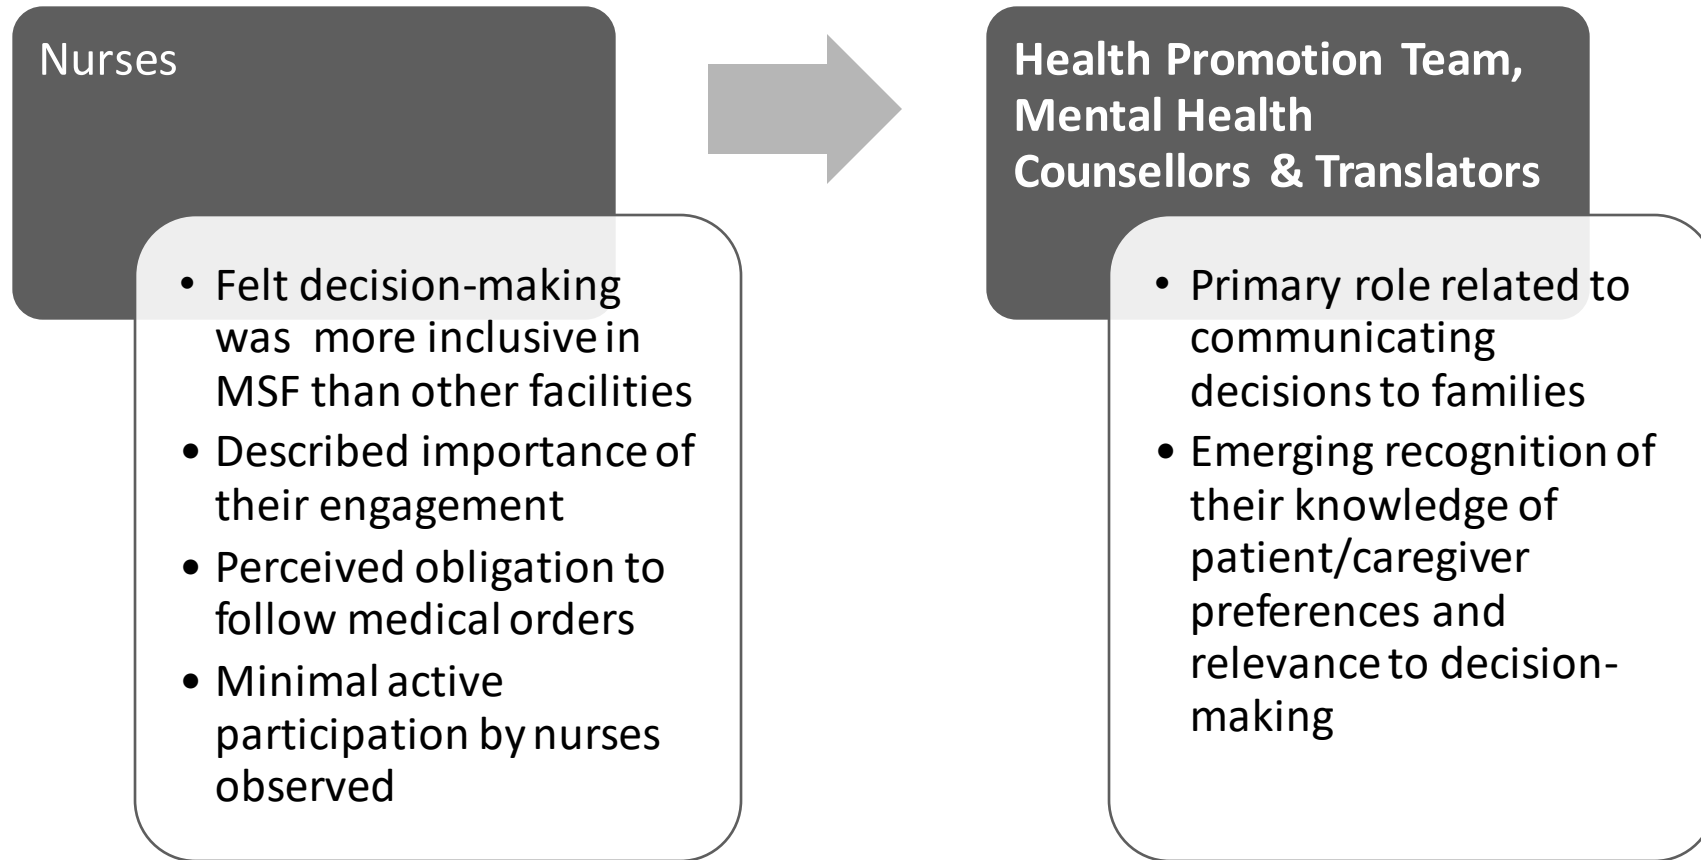 Nurses
• Felt decision-making
was more inclusive in
MSF than other facilities
• Described importance of
their engagement
• Perceived obligation to
follow medical orders
• Minimal active
participation by nurses
observed
Health Promotion Team,
Mental Health
Counsellors & Translators
• Primary role related to
communicating
decisions to families
• Emerging recognition of
their knowledge of
patient/caregiver
preferences and
relevance to decision-
making